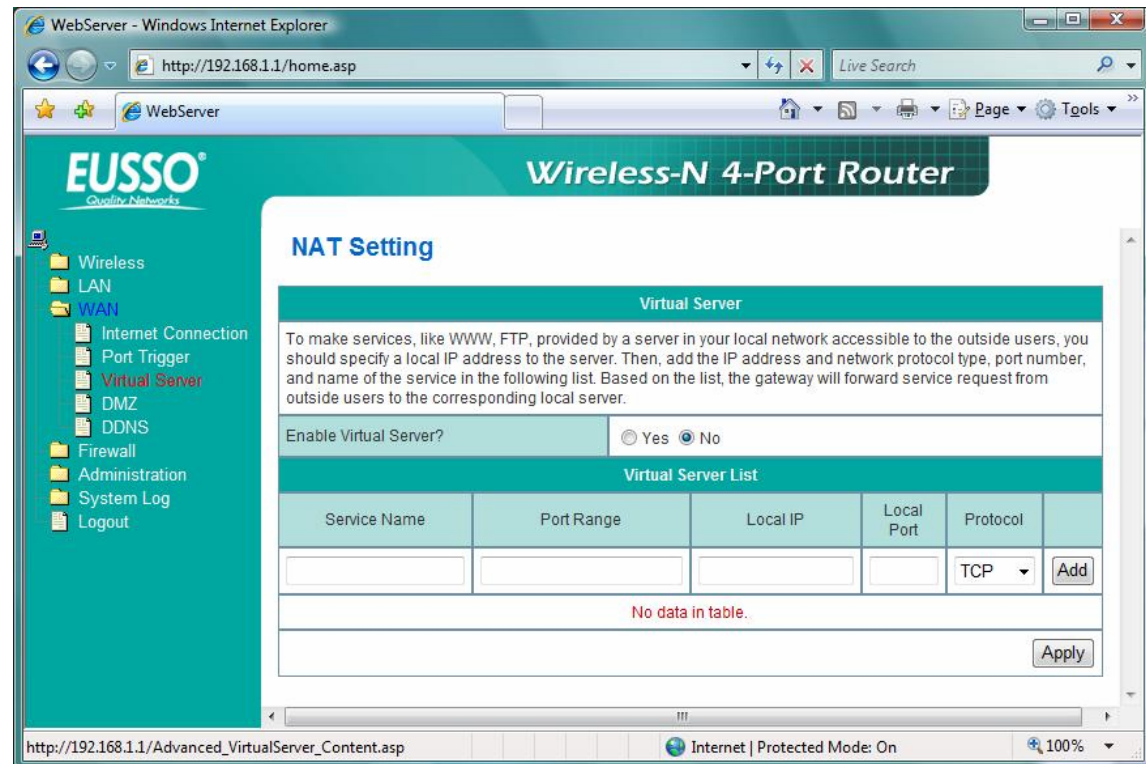 WebServer - Windows Internet Explorer
http://192.168.1.1/home.asp
Live Search
WebServer
Page
Tools
EUSSO®
Quality Networks
Wireless-N 4-Port Router
Wireless
LAN
WAN
Internet Connection
Port Trigger
Virtual Server
DMZ
DDNS
Firewall
Administration
System Log
Logout
NAT Setting
Virtual Server
To make services, like WWW, FTP, provided by a server in your local network accessible to the outside users, you
should specify a local IP address to the server. Then, add the IP address and network protocol type, port number,
and name of the service in the following list. Based on the list, the gateway will forward service request from
outside users to the corresponding local server.
Enable Virtual Server?
Yes No
Virtual Server List
Service Name Port Range Local IP Local Port Protocol
TCP Add
No data in table.
Apply
http://192.168.1.1/Advanced_VirtualServer_Content.asp
Internet | Protected Mode: On
100%